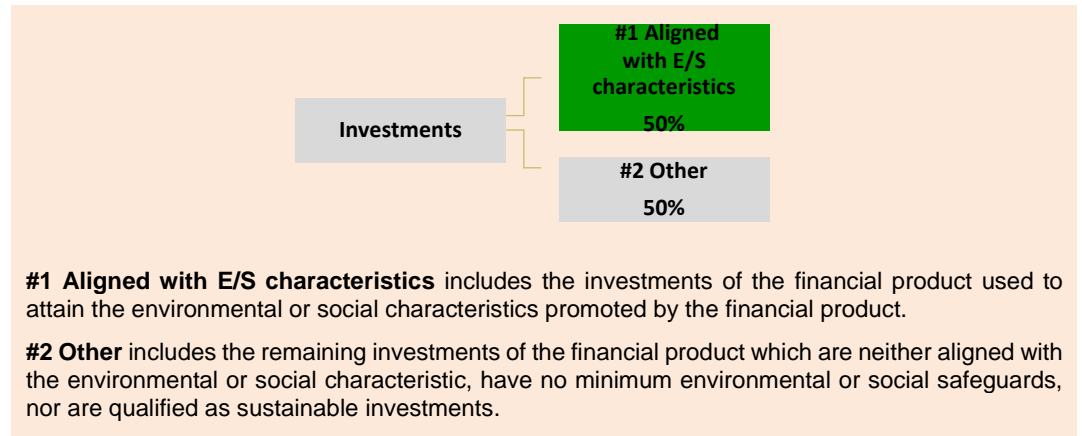 #1 Aligned
with E/S
characteristics
50%
Investments
#2 Other
50%
#1 Aligned with E/S characteristics includes the investments of the financial product used to
attain the environmental or social characteristics promoted by the financial product.
#2 Other includes the remaining investments of the financial product which are neither aligned with
the environmental or social characteristic, have no minimum environmental or social safeguards,
nor are qualified as sustainable investments.